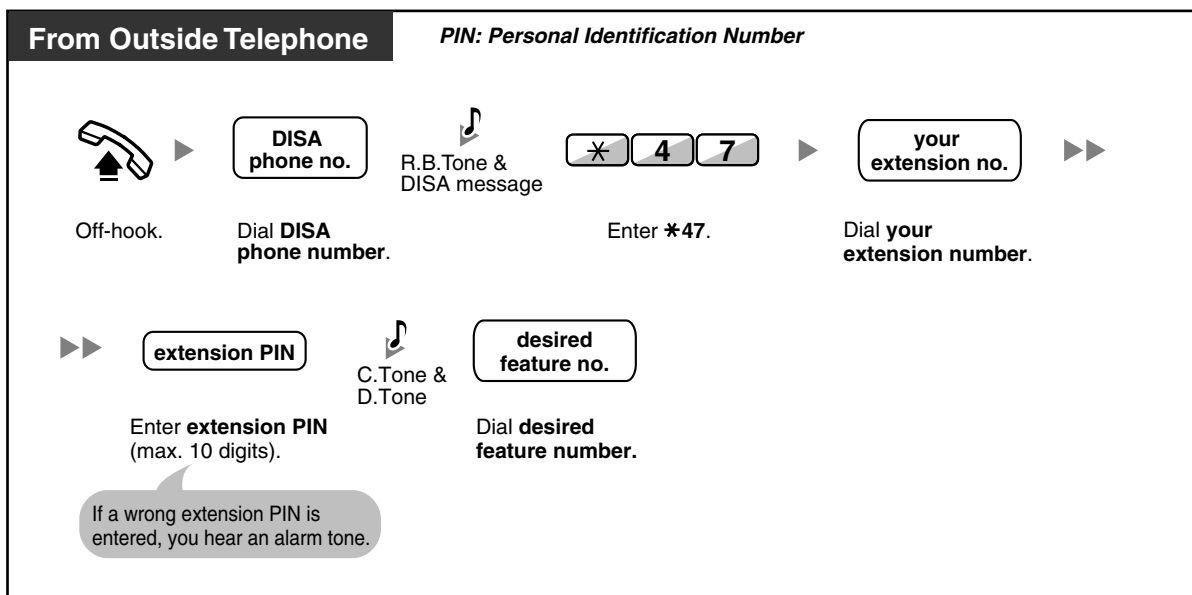 From Outside Telephone
PIN: Personal Identification Number
DISA
phone no.
R.B.Tone &
DISA message
* 4 7
your
extension no.
Off-hook.
Dial DISA
phone number.
Enter *47.
Dial your
extension number.
extension PIN
C.Tone &
D.Tone
desired
feature no.
Enter extension PIN
(max. 10 digits).
Dial desired
feature number.
If a wrong extension PIN is
entered, you hear an alarm tone.